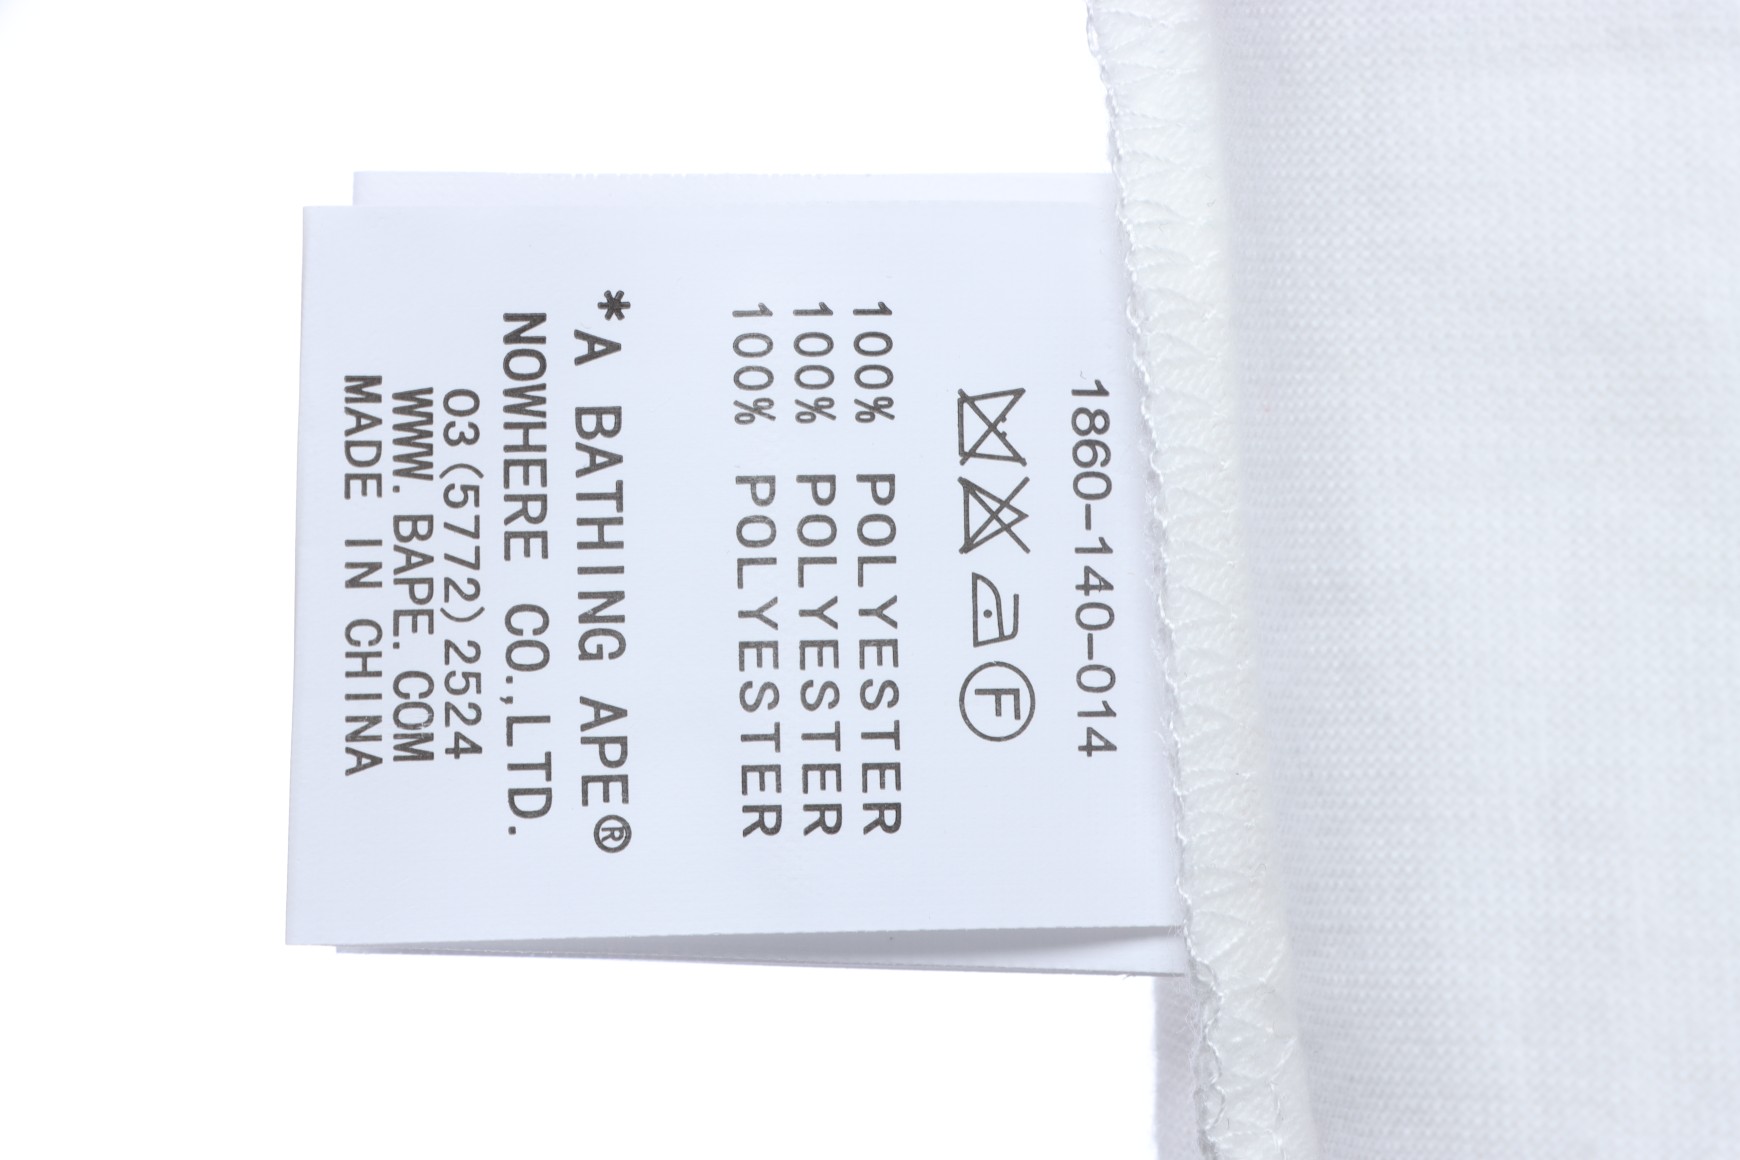 1860-140-014
F
100% POLYESTER
100% POLYESTER
100% POLYESTER
*A BATHING APE®
NOWHERE CO.,LTD.
03(5772)2524
WWW.BAPE.COM
MADE IN CHINA